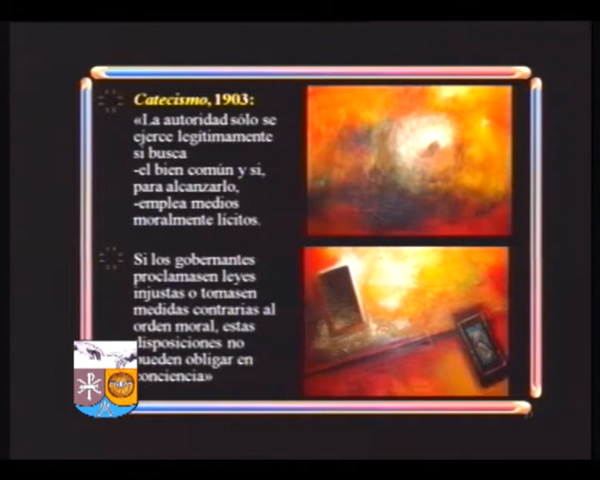 Catecismo, 1903:
«La autoridad sólo se
ejerce legítimamente
si busca
-el bien común y si,
para alcanzarlo,
-emplea medios
moralmente lícitos.
Si los gobernantes
proclamasen leyes
injustas o tomasen
medidas contrarias al
orden moral, estas
disposiciones no
pueden obligar en
conciencia»